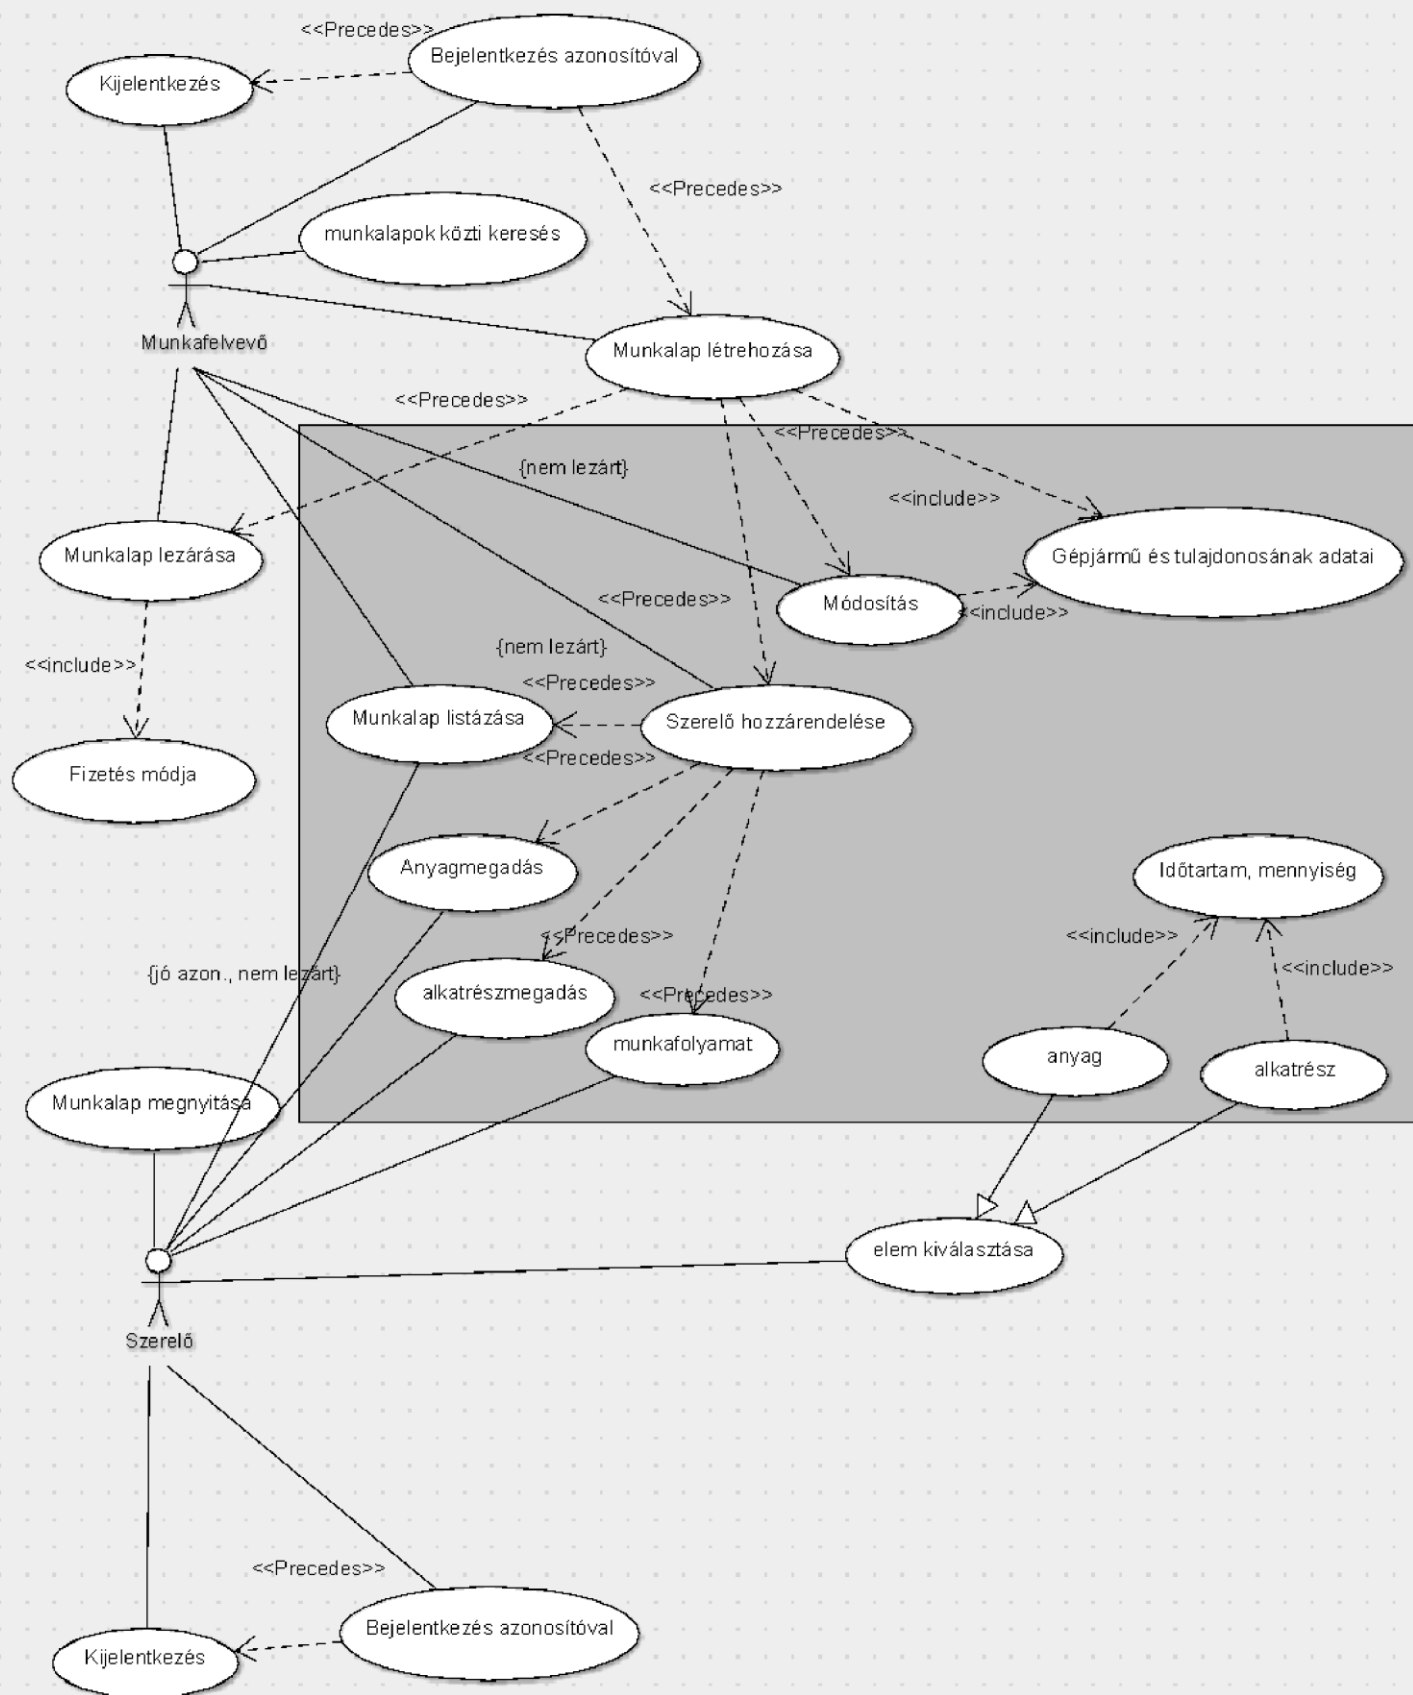 <<Precedes>>
Bejelentkezés azonosítóval
Kijelentkezés
<<Precedes>>
munkalapok közti keresés
Munkafelvevő
Munkalap létrehozása
<<Precedes>>
<<Precedes>>
{nem lezárt}
<<include>>
Munkalap lezárása
Gépjármű és tulajdonosának adatai
<<Precedes>>
Módosítás
<<include>>
{nem lezárt}
<<include>>
<<Precedes>>
Munkalap listázása
Szerelő hozzárendelése
<<Precedes>>
Fizetés módja
Anyagmegadás
Időtartam, mennyiség
<<Precedes>>
<<include>>
{jó azon., nem lezárt}
<<include>>
alkatrészmegadás
<<Precedes>>
munkafolyamat
anyag
alkatrész
Munkalap megnyitása
elem kiválasztása
Szerelő
<<Precedes>>
Bejelentkezés azonosítóval
Kijelentkezés